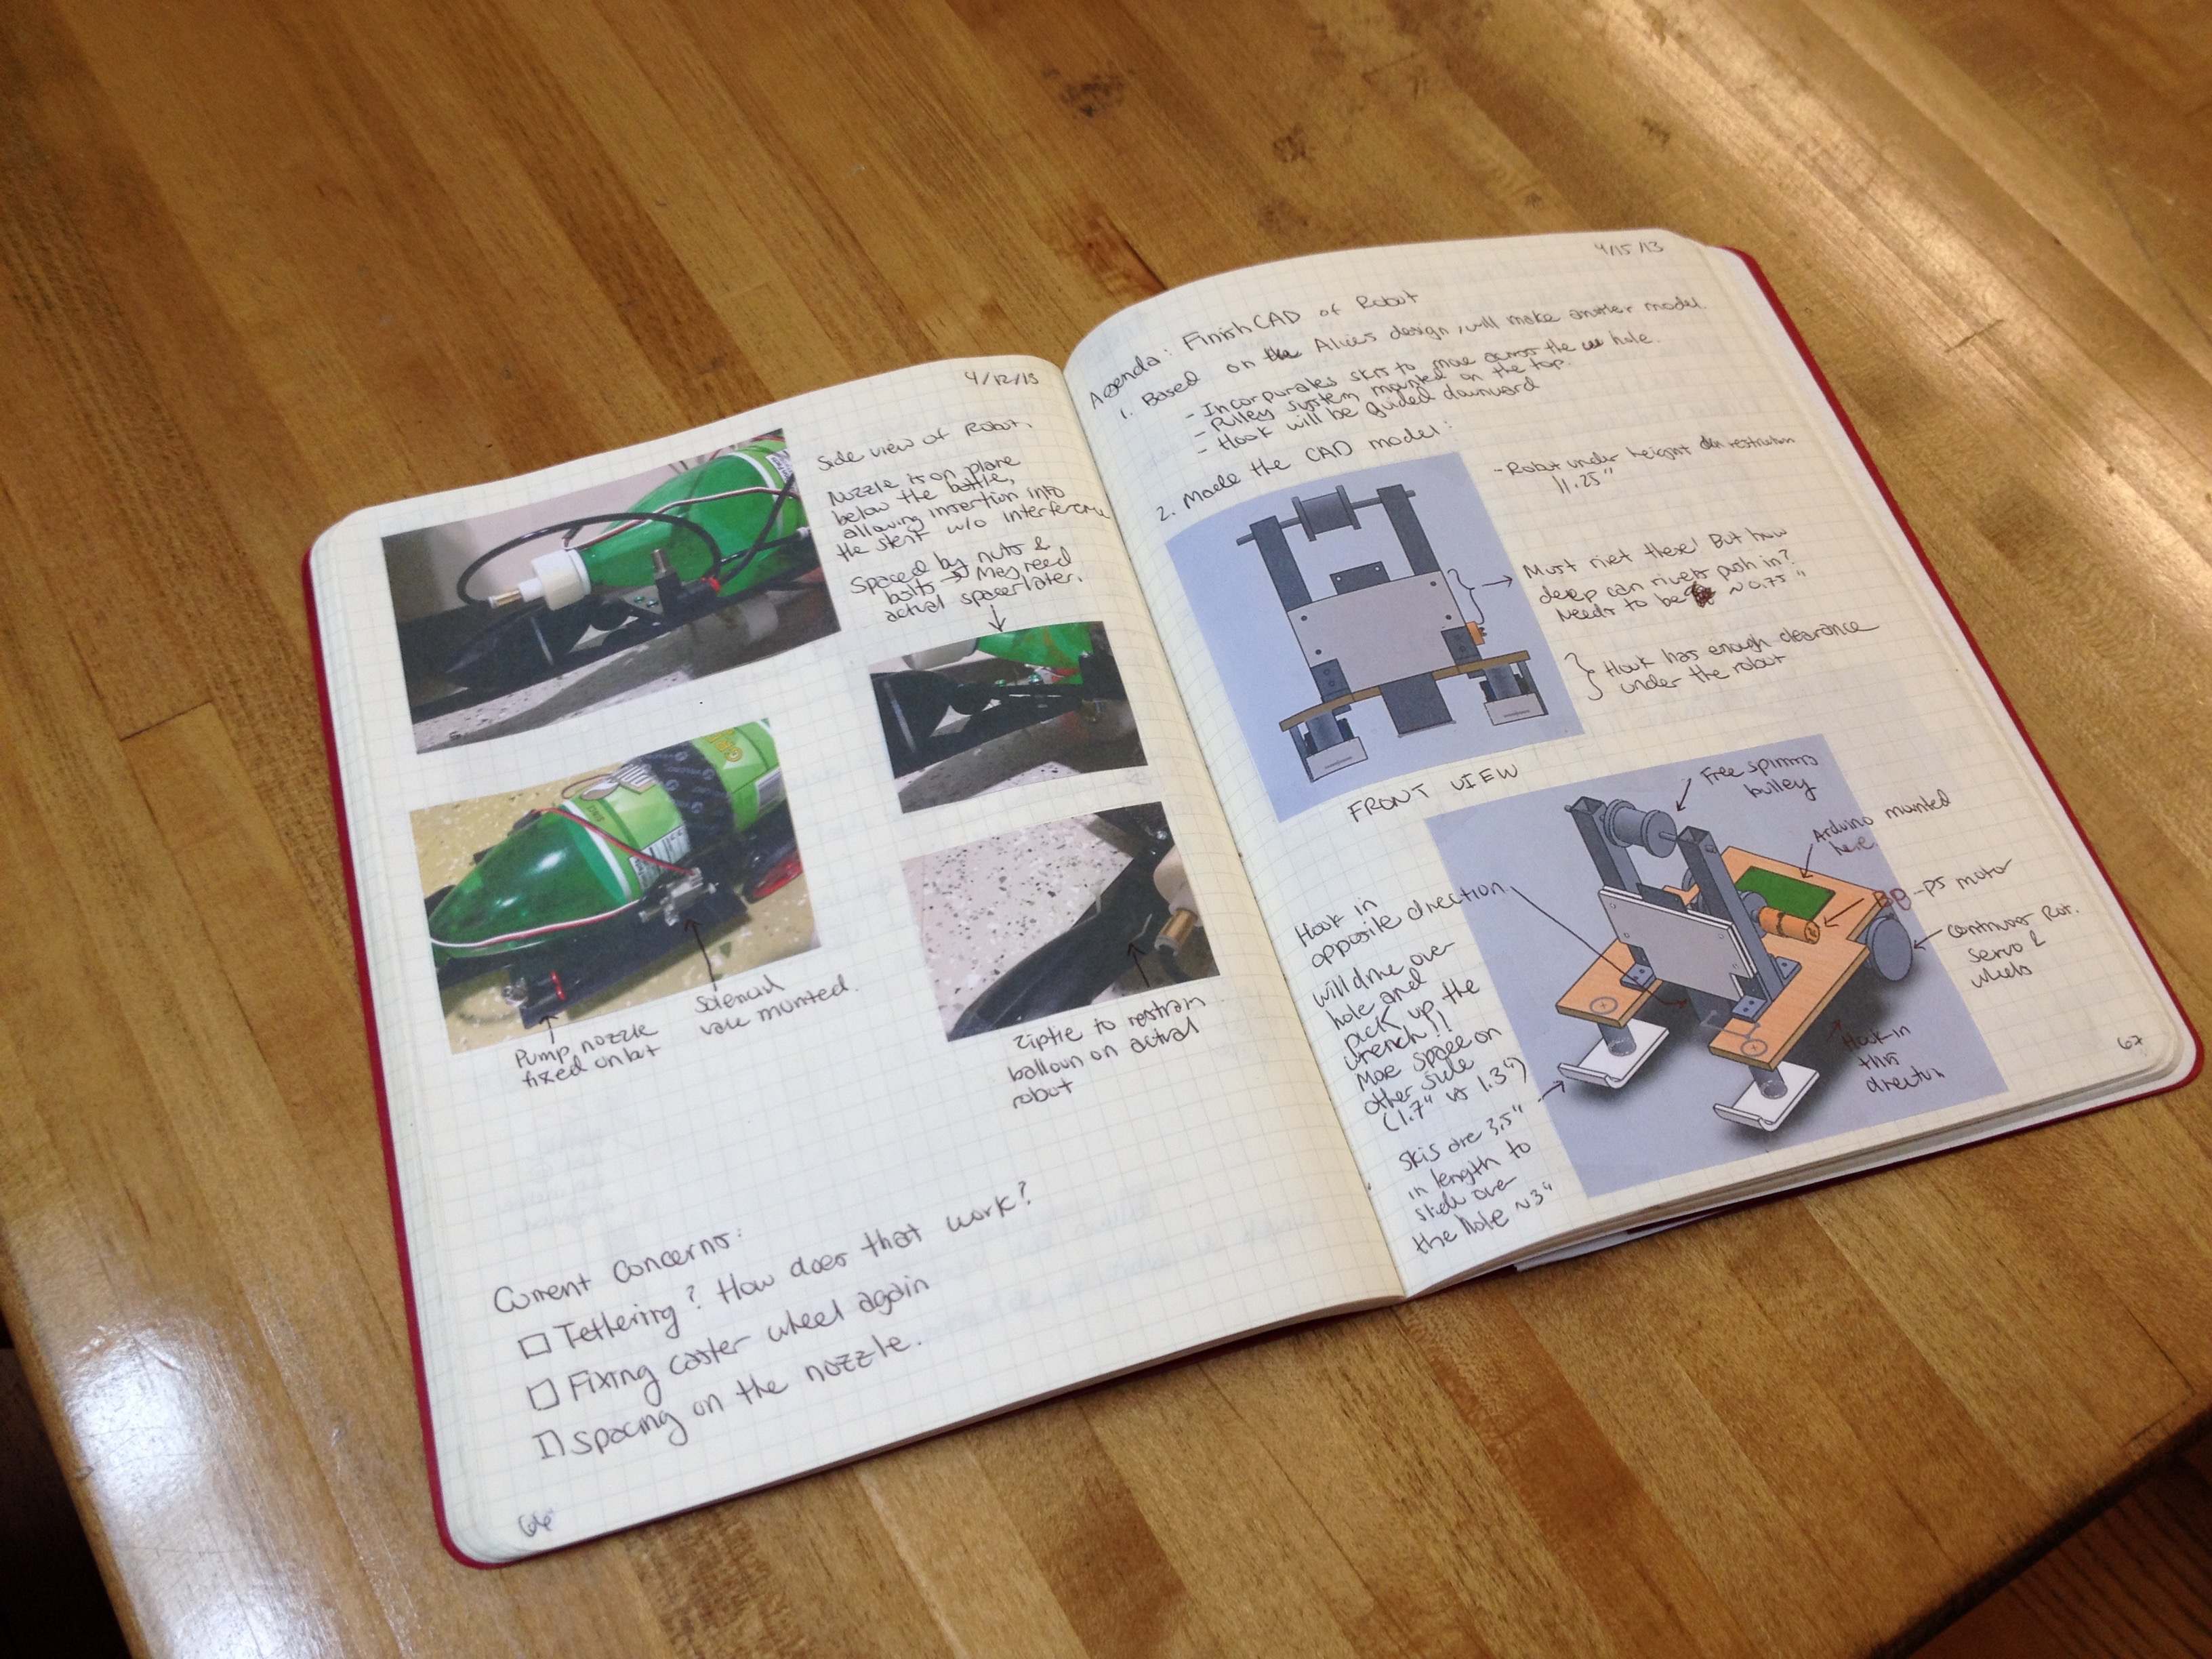 4/12/13
Side view of Robot.
Nozzle is on plane
below the bottle,
allowing insertion into
the stent w/o interference
Spaced by nuts &
bolts → May need
actual spacer later.
Pump nozzle
fixed on bot
Solenoid
valve mounted.
Ziptie to restrain
balloon on actual
robot
Current Concerns:
Tethering? How does that work?
Fixing caster wheel again
Spacing on the nozzle.
66
4/15/13
Agenda: Finish CAD of Robot
1. Based on the design, will make another model.
- Incorporates skis to move across the hole.
- Pulley system mounted on the top.
- Hook will be guided downward
2. Made the CAD model:
- Robot under height restriction
11.25"
Must rivet these! But how
deep can rivets push in?
Needs to be ~0.75"
Hook has enough clearance
under the robot
FRONT VIEW
Free spinning
pulley
Arduino mounted
here.
motor
Continuous Rot.
servo &
wheels
Hook in
this
direction
Hook in
opposite direction
will drive over
hole and
pick up the
wrench!!
More space on
other side
(1.7" vs 1.3")
Skis are 3.5"
in length to
slide over
the hole ~3"
67